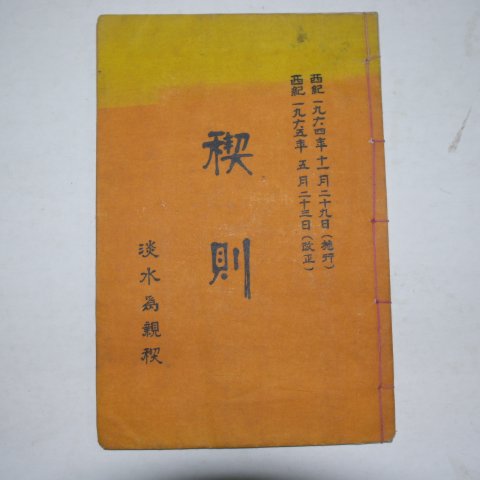 西紀一九六四年十一月二十九日(施行)
西紀一九六五年五月二十三日(改正)
稧則
淡水爲親稧